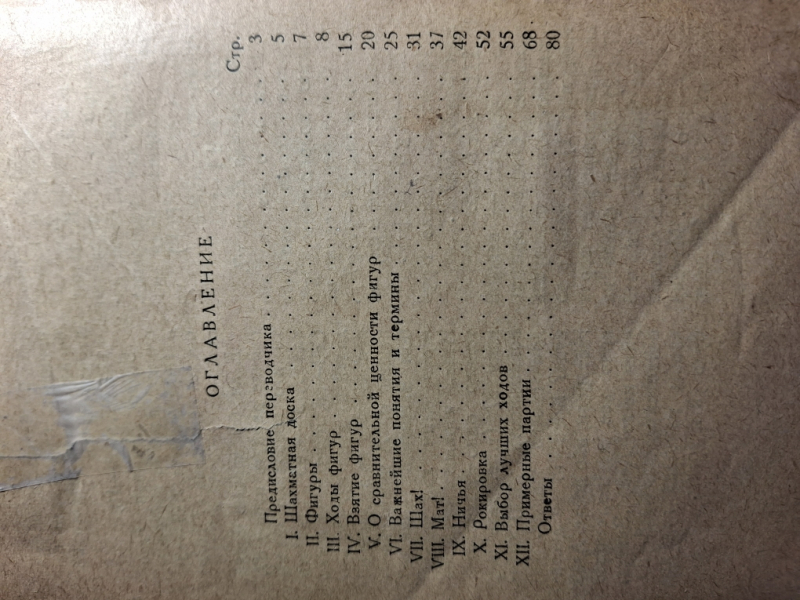 ОГЛАВЛЕНИЕ
Стр.
Предисловие переводчика . . . . . . . . . . . . 3
I. Шахматная доска . . . . . . . . . . . . . . 5
II. Фигуры . . . . . . . . . . . . . . . . . . 7
III. Ходы фигур . . . . . . . . . . . . . . . . 8
IV. Взятие фигур . . . . . . . . . . . . . . . 15
V. О сравнительной ценности фигур . . . . . . . 20
VI. Важнейшие понятия и термины . . . . . . . . 25
VII. Шах! . . . . . . . . . . . . . . . . . . . 31
VIII. Мат! . . . . . . . . . . . . . . . . . . 37
IX. Ничья . . . . . . . . . . . . . . . . . . . 42
X. Рокировка . . . . . . . . . . . . . . . . . 52
XI. Выбор лучших ходов . . . . . . . . . . . . 55
XII. Примерные партии . . . . . . . . . . . . . 68
Ответы . . . . . . . . . . . . . . . . . . . . 80